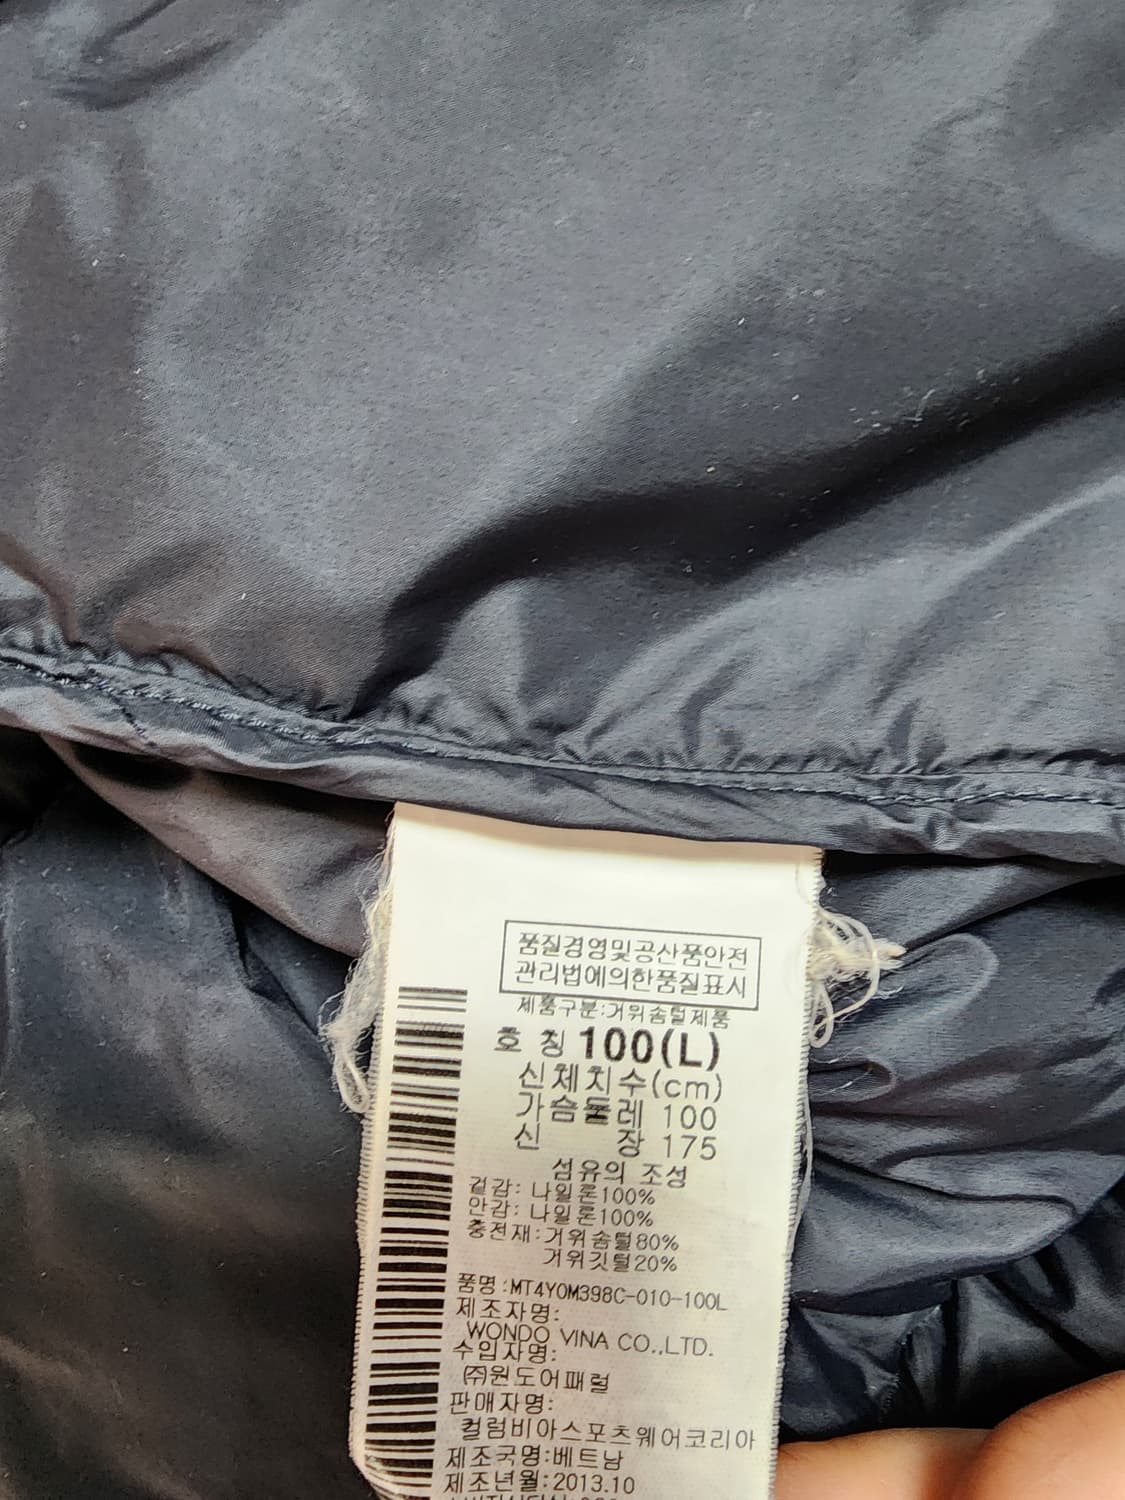 품질경영및공산품안전
관리법에의한품질표시
제품구분:거위솜털제품
호 칭 100(L)
신체치수(cm)
가슴둘레 100
신 장 175
섬유의 조성
겉감: 나일론100%
안감: 나일론100%
충전재:거위솜털80%
거위깃털20%
품명:MT4Y0M398C-010-100L
제조자명:
WONDO VINA CO.,LTD.
수입자명:
㈜원도어패럴
판매자명:
컬럼비아스포츠웨어코리아
제조국명:베트남
제조년월:2013.10